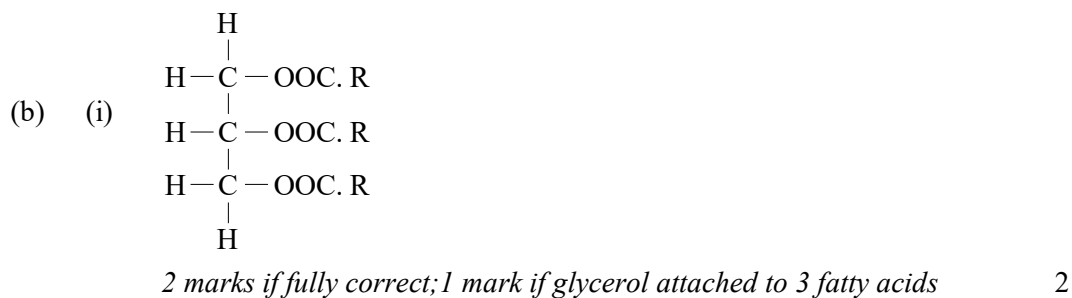 H
|
H — C — OOC. R
|
(b) (i) H — C — OOC. R
|
H — C — OOC. R
|
H
2 marks if fully correct;1 mark if glycerol attached to 3 fatty acids 2